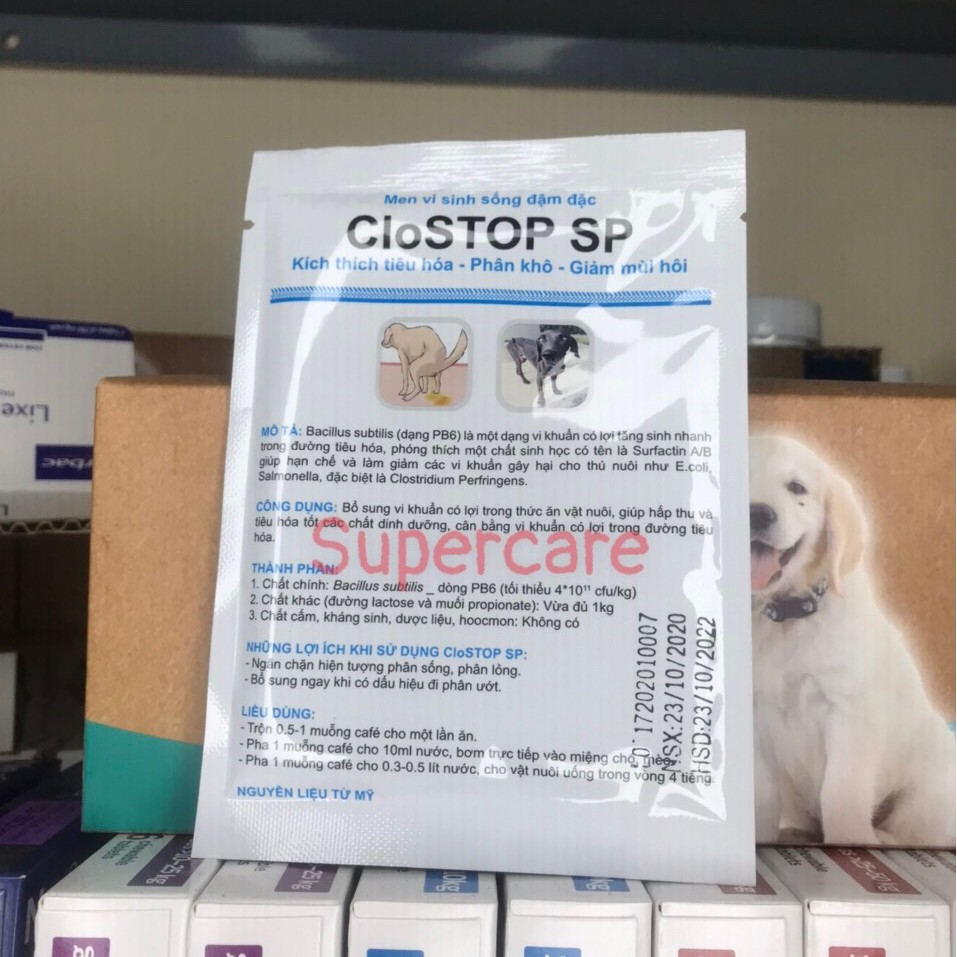 Men vi sinh sống đậm đặc
CloSTOP SP
Kích thích tiêu hóa - Phân khô - Giảm mùi hôi
MÔ TẢ: Bacillus subtilis (dạng PB6) là một dạng vi khuẩn có lợi tăng sinh nhanh
trong đường tiêu hóa, phóng thích một chất sinh học có tên là Surfactin A/B
giúp hạn chế và làm giảm các vi khuẩn gây hại cho thú nuôi như E.coli,
Salmonella, đặc biệt là Clostridium Perfringens.
CÔNG DỤNG: Bổ sung vi khuẩn có lợi trong thức ăn vật nuôi, giúp hấp thu và
tiêu hóa tốt các chất dinh dưỡng, cân bằng vi khuẩn có lợi trong đường tiêu
hóa.
Supercare
THÀNH PHẦN:
1. Chất chính: Bacillus subtilis _ dòng PB6 (tối thiểu 4*10¹¹ cfu/kg)
2. Chất khác (đường lactose và muối propionate): Vừa đủ 1kg
3. Chất cấm, kháng sinh, dược liệu, hoocmon: Không có
NHỮNG LỢI ÍCH KHI SỬ DỤNG CloSTOP SP:
- Ngăn chặn hiện tượng phân sống, phân lỏng.
- Bổ sung ngay khi có dấu hiệu đi phân ướt.
LIỀU DÙNG:
- Trộn 0.5-1 muỗng café cho một lần ăn.
- Pha 1 muỗng café cho 10ml nước, bơm trực tiếp vào miệng chó, mèo.
- Pha 1 muỗng café cho 0.3-0.5 lít nước, cho vật nuôi uống trong vòng 4 tiếng.
NGUYÊN LIỆU TỪ MỸ
17202010007
NSX:23/10/2020
HSD:23/10/2022
Lixe
rbac